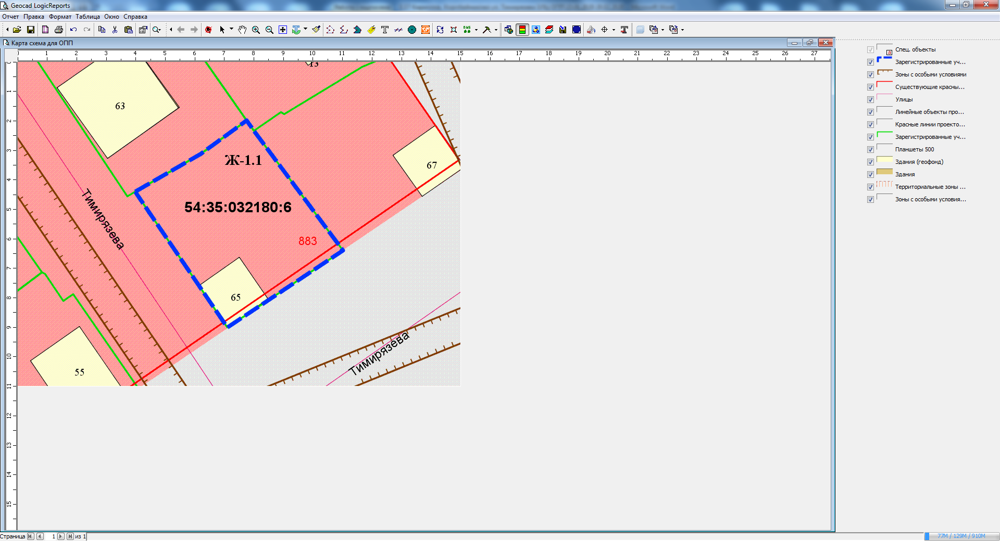 Geocad LogicReports
Отчет Правка Формат Таблица Окно Справка
Карта схема для ОПП
0 1 2 3 4 5 6 7 8 9 10 11 12 13 14 15 16 17 18 19 20 21 22 23 24 25 26 27
0
1
2
3
4
5
6
7
8
9
10
11
12
13
14
15
13
63
Ж-1.1
67
54:35:032180:6
Тимирязева
883
65
Тимирязева
55
Спец. объекты
Зарегистрированные уч...
Зоны с особыми условиями
Существующие красны...
Улицы
Линейные объекты про...
Красные линии проекто...
Зарегистрированные уч...
Планшеты 500
Здания (геофонд)
Здания
Территориальные зоны ...
Зоны с особыми условия...
Страница 1 из 1
77M / 129M / 910M